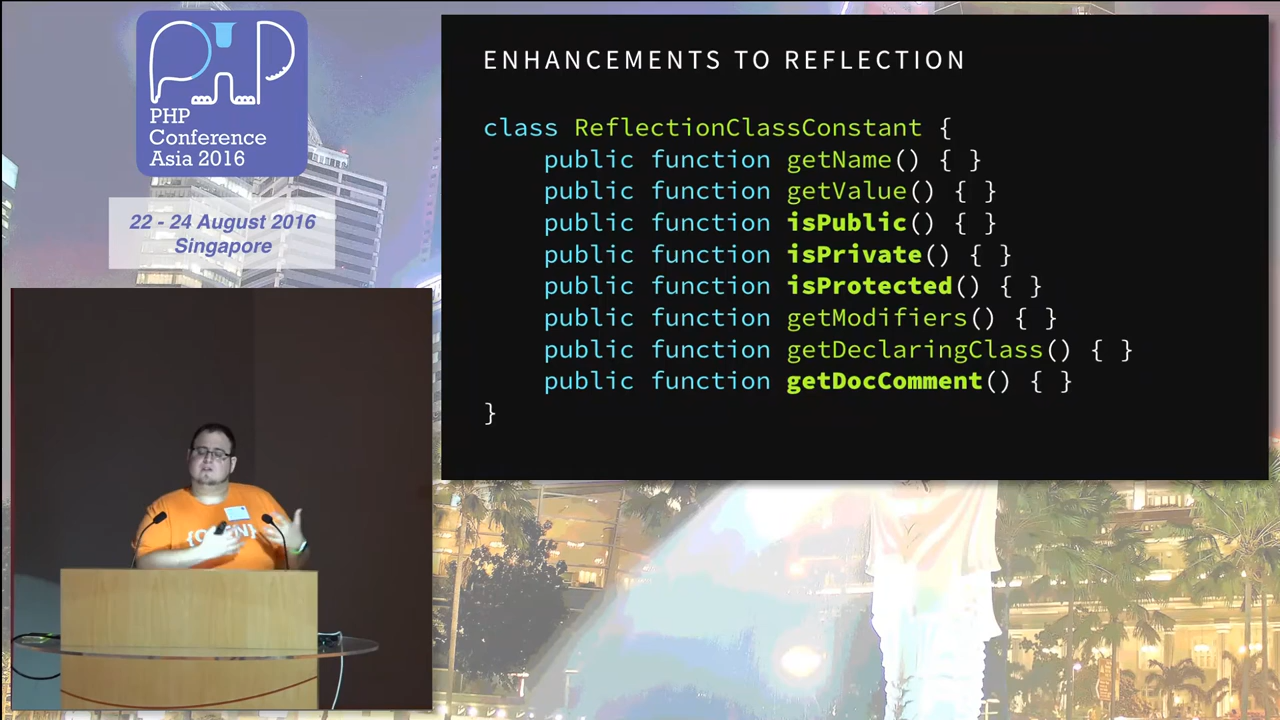 PHP
Conference
Asia 2016
22 - 24 August 2016
Singapore
ENHANCEMENTS TO REFLECTION
class ReflectionClassConstant {
public function getName() { }
public function getValue() { }
public function isPublic() { }
public function isPrivate() { }
public function isProtected() { }
public function getModifiers() { }
public function getDeclaringClass() { }
public function getDocComment() { }
}